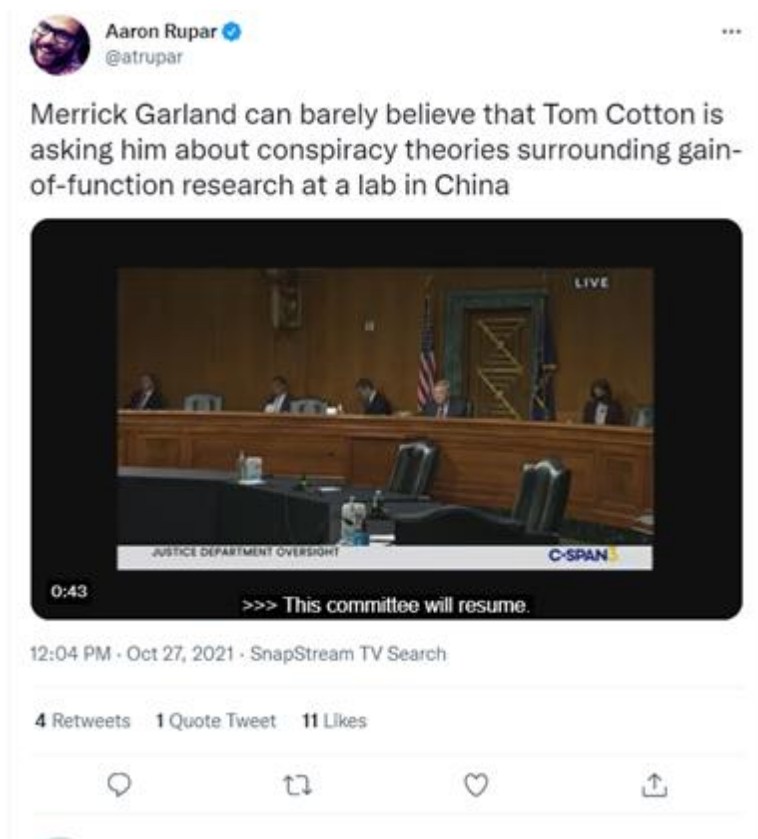 Aaron Rupar
@atrupar
Merrick Garland can barely believe that Tom Cotton is
asking him about conspiracy theories surrounding gain-
of-function research at a lab in China
LIVE
JUSTICE DEPARTMENT OVERSIGHT
C-SPAN3
0:43
>>> This committee will resume.
12:04 PM · Oct 27, 2021 · SnapStream TV Search
4 Retweets 1 Quote Tweet 11 Likes